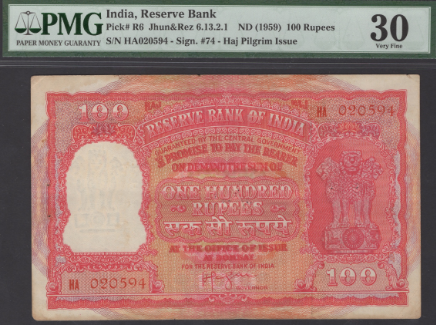 PMG
PAPER MONEY GUARANTY
India, Reserve Bank
Pick# R6 Jhun&Rez 6.13.2.1 ND (1959) 100 Rupees
S/N HA020594 - Sign. #74 - Haj Pilgrim Issue
30
Very Fine
100
HA 020594
RESERVE BANK OF INDIA
GUARANTEED BY THE CENTRAL GOVERNMENT
I PROMISE TO PAY THE BEARER
ON DEMAND THE SUM OF
ONE HUNDRED
RUPEES
एक सौ रुपये
AT THE OFFICE OF ISSUE
AT BOMBAY
FOR THE RESERVE BANK OF INDIA
GOVERNOR
HA 020594
100